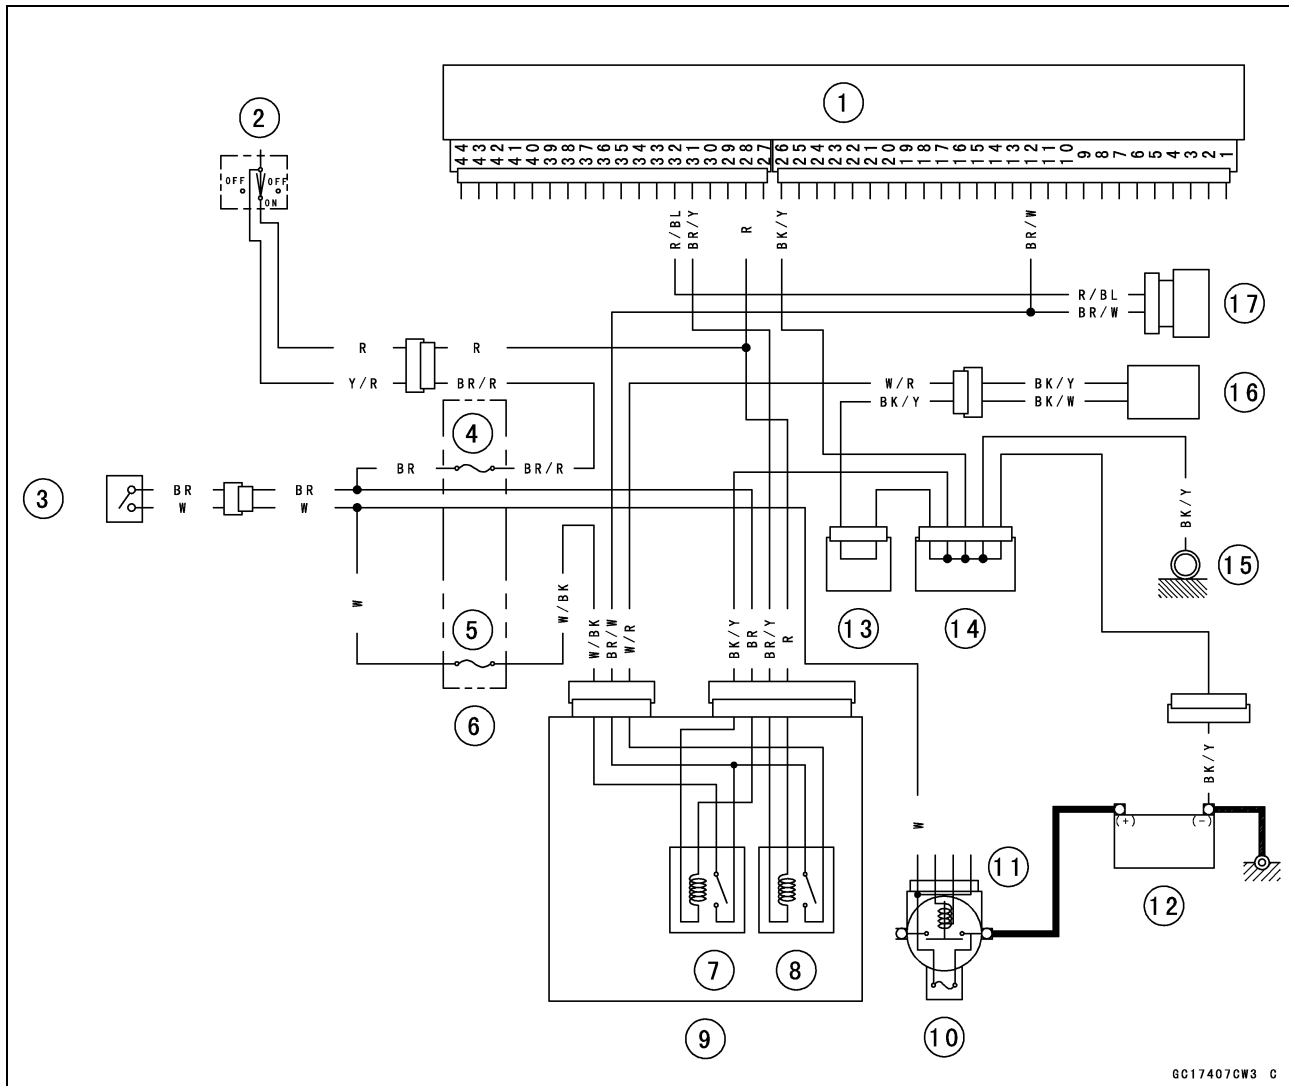 1
2
44 43 42 41 40 39 38 37 36 35 34 33 32 31 30 29 28 27 26 25 24 23 22 21 20 19 18 17 16 15 14 13 12 11 10 9 8 7 6 5 4 3 2 1
OFF OFF
ON
R/BL BR/Y R BK/Y BR/W
R/BL
BR/W
17
R R
Y/R BR/R
W/R BK/Y
BK/Y BK/W
16
4
BR BR/R
3
BR BR
W W
BK/Y
15
W
5
W/BK
W/BK BR/W W/R BK/Y BR BR/Y R
13
14
6
BK/Y
W
(+) (-)
11
12
7
8
9
10
GC17407CW3 C